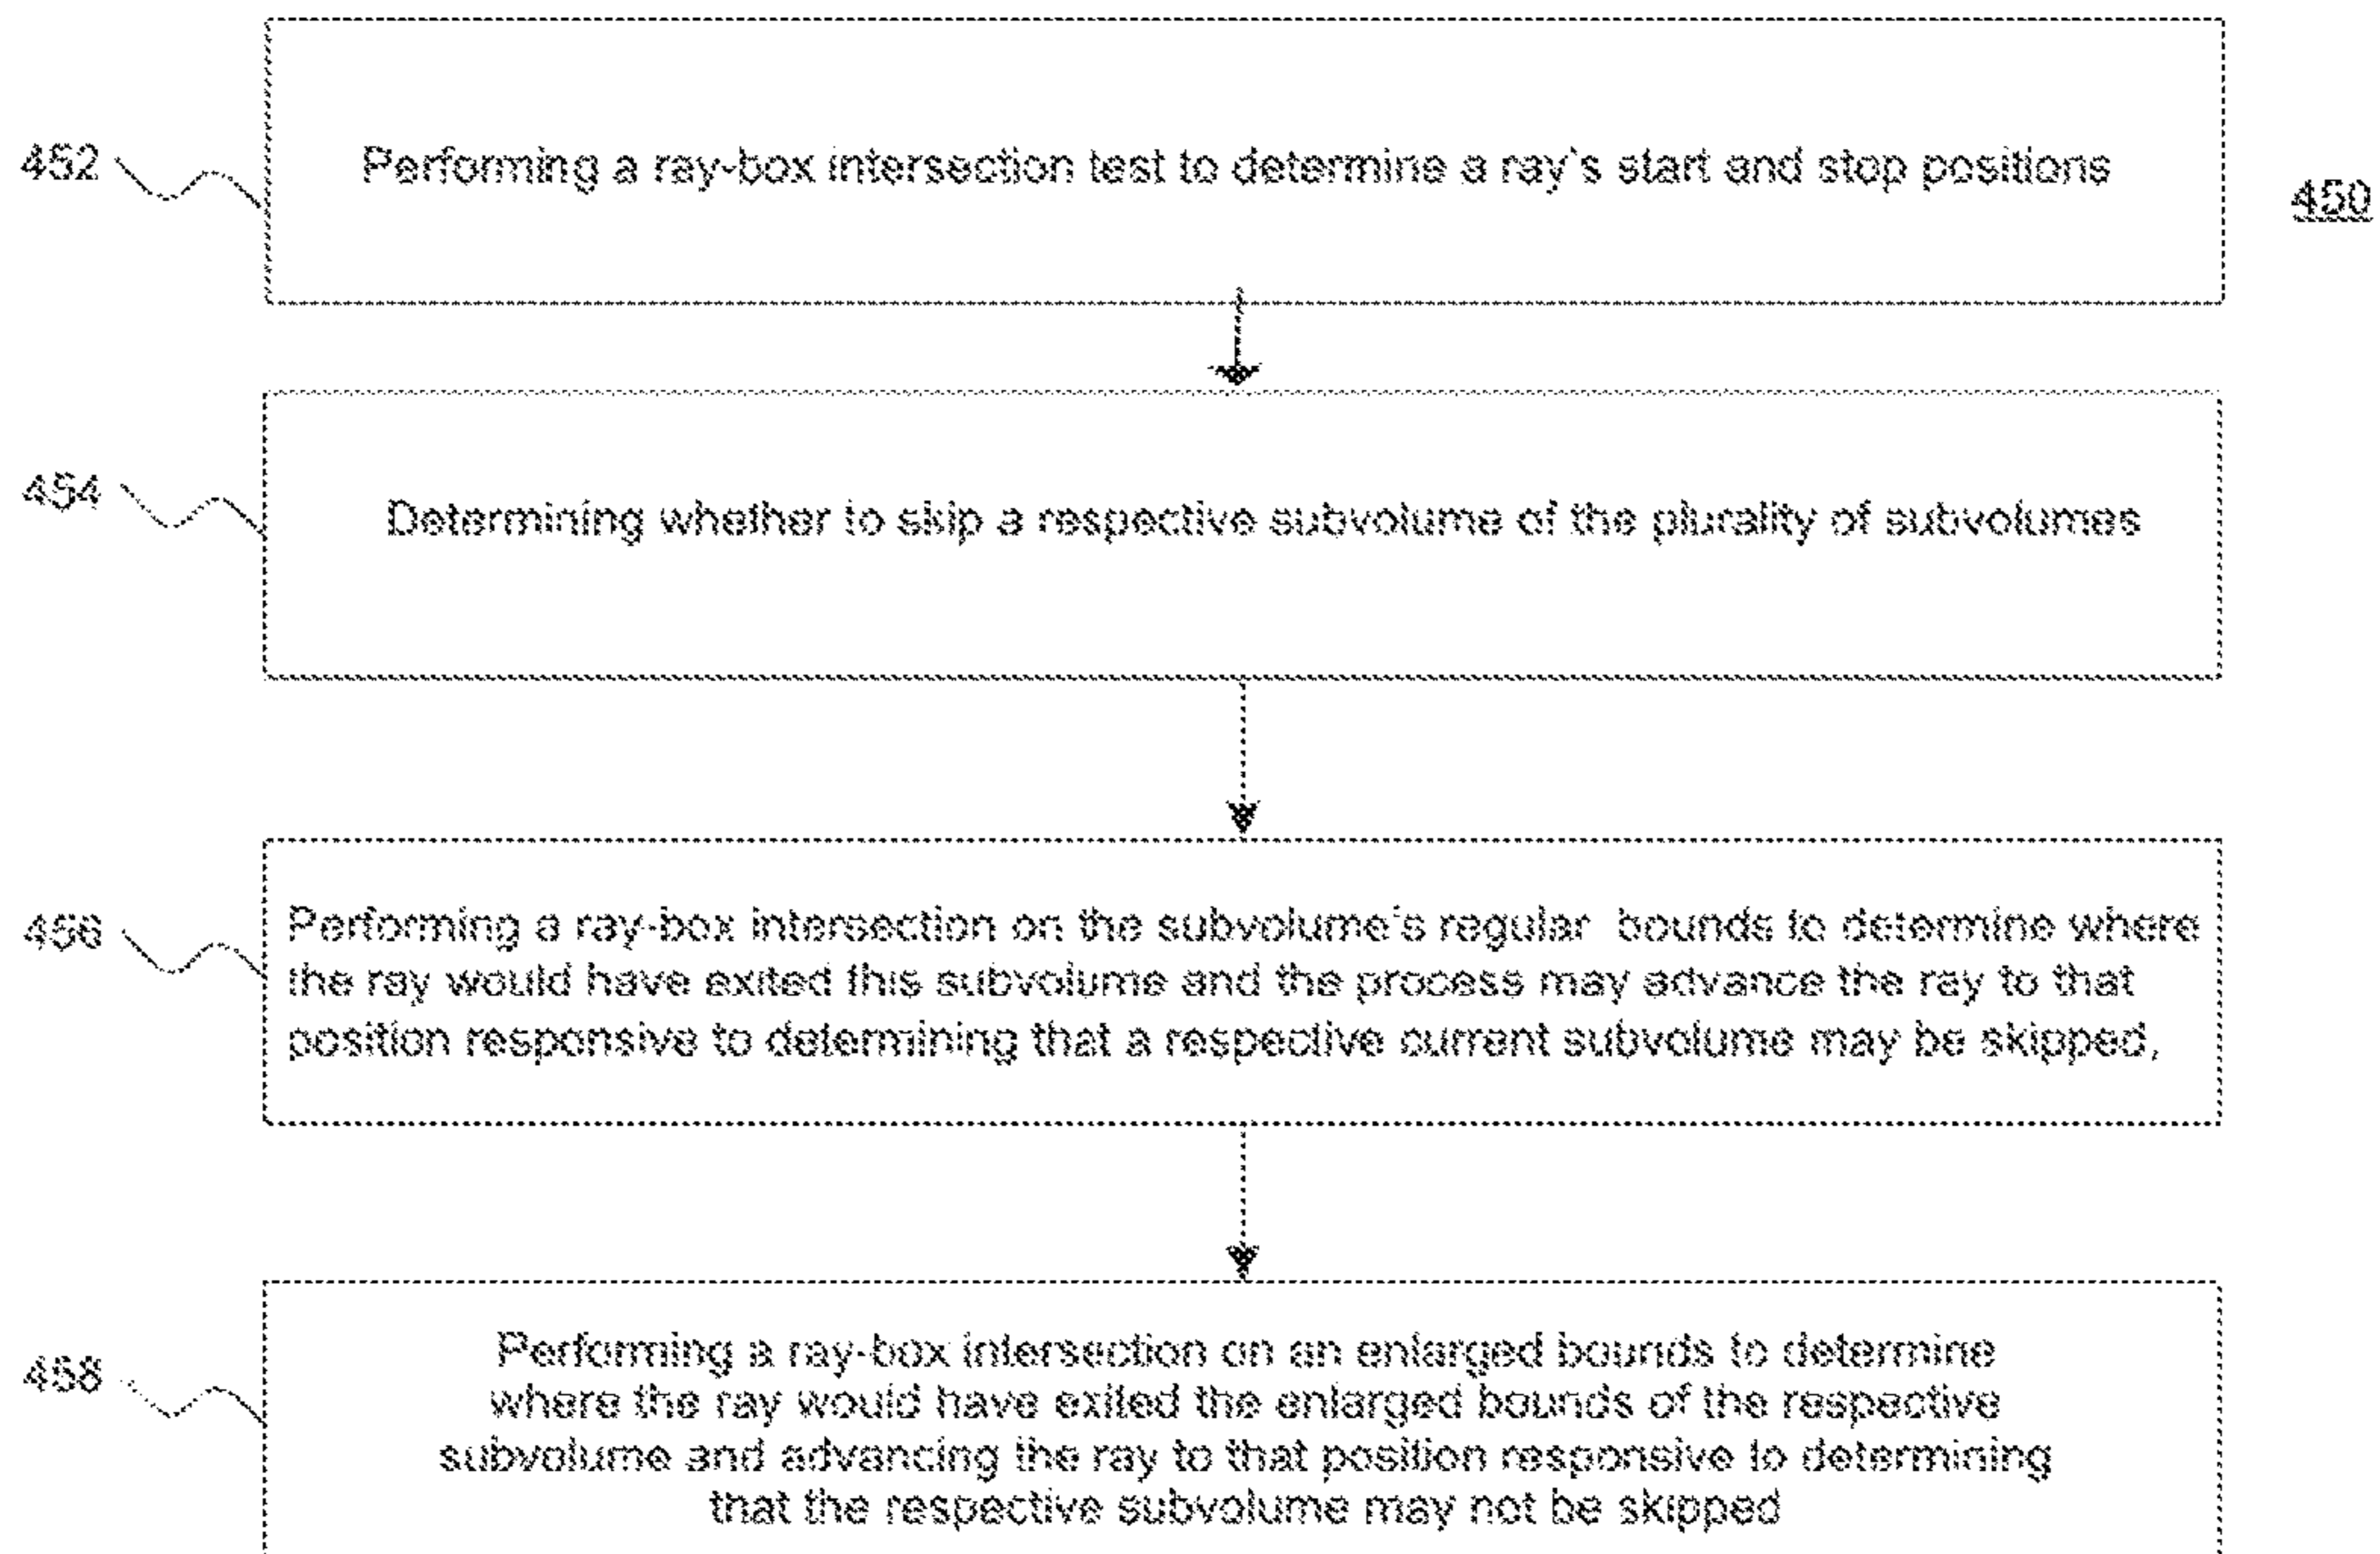 452
Performing a ray-box intersection test to determine a ray's start and stop positions
450
454
Determining whether to skip a respective subvolume of the plurality of subvolumes
456
Performing a ray-box intersection on the subvolume's regular bounds to determine where
the ray would have exited this subvolume and the process may advance the ray to that
position responsive to determining that a respective current subvolume may be skipped,
458
Performing a ray-box intersection on an enlarged bounds to determine
where the ray would have exited the enlarged bounds of the respective
subvolume and advancing the ray to that position responsive to determining
that the respective subvolume may not be skipped